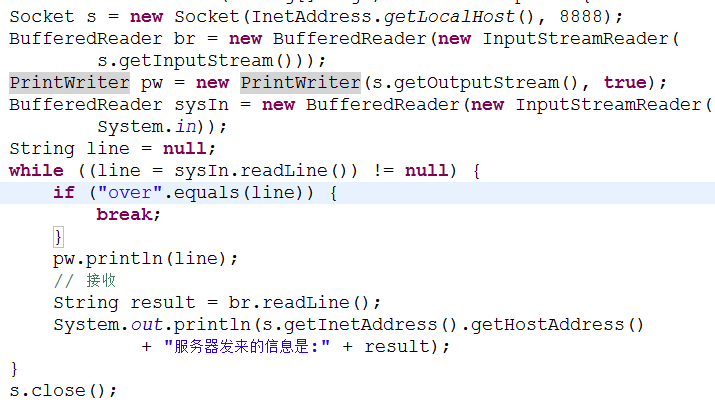 Socket s = new Socket(InetAddress.getLocalHost(), 8888);
BufferedReader br = new BufferedReader(new InputStreamReader(
        s.getInputStream()));
PrintWriter pw = new PrintWriter(s.getOutputStream(), true);
BufferedReader sysIn = new BufferedReader(new InputStreamReader(
        System.in));
String line = null;
while ((line = sysIn.readLine()) != null) {
    if ("over".equals(line)) {
        break;
    }
    pw.println(line);
    // 接收
    String result = br.readLine();
    System.out.println(s.getInetAddress().getHostAddress()
            + "服务器发来的信息是:" + result);
}
s.close();